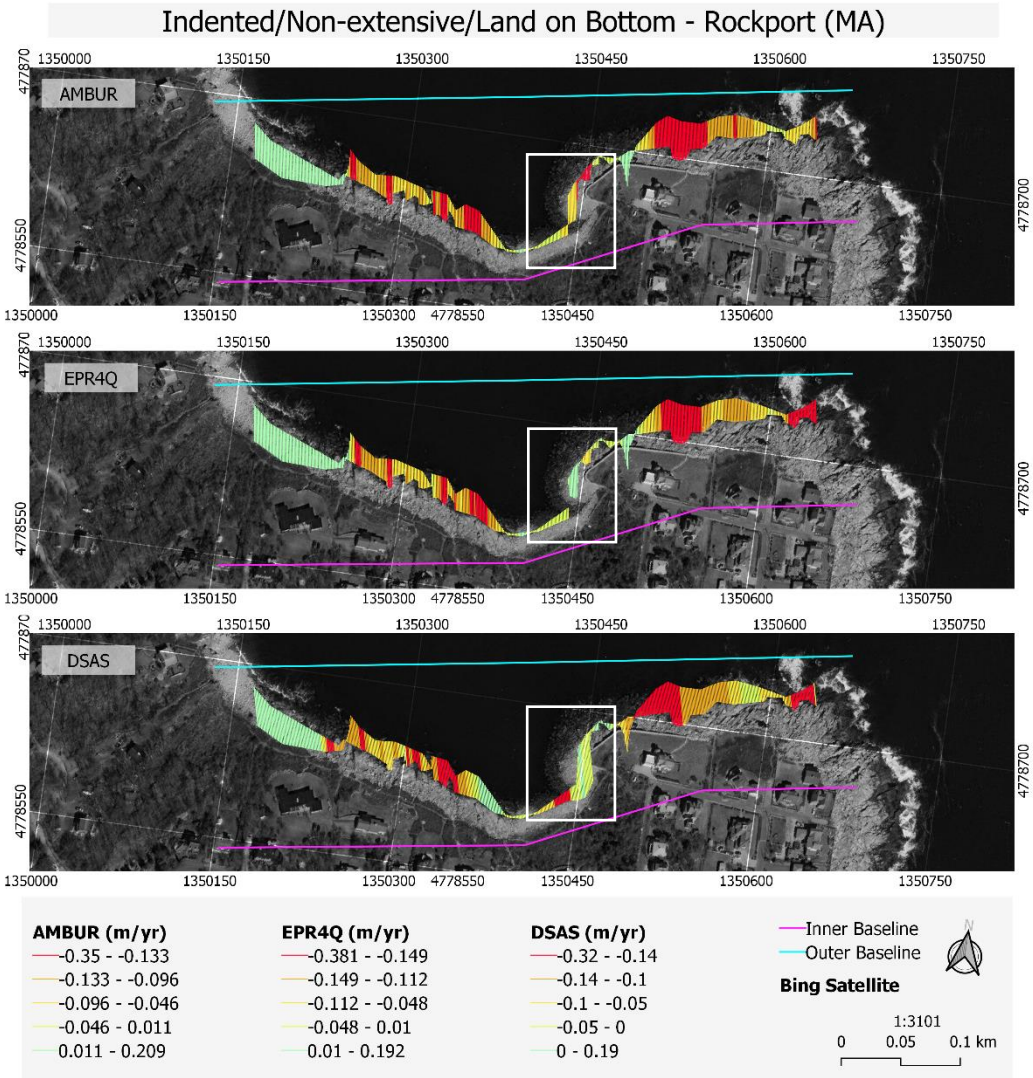 Indented/Non-extensive/Land on Bottom - Rockport (MA)
1350000 1350150 1350300 1350450 1350600 1350750
4778700
AMBUR
4778550
4778700
1350000 1350150 1350300 4778550 1350450 1350600 1350750
1350000 1350150 1350300 1350450 1350600 1350750
EPR4Q
4778550
4778700
1350000 1350150 1350300 4778550 1350450 1350600 1350750
1350000 1350150 1350300 1350450 1350600 1350750
DSAS
4778550
4778700
1350000 1350150 1350300 4778550 1350450 1350600 1350750
AMBUR (m/yr)
-0.35 - -0.133
-0.133 - -0.096
-0.096 - -0.046
-0.046 - 0.011
0.011 - 0.209
EPR4Q (m/yr)
-0.381 - -0.149
-0.149 - -0.112
-0.112 - -0.048
-0.048 - 0.01
0.01 - 0.192
DSAS (m/yr)
-0.32 - -0.14
-0.14 - -0.1
-0.1 - -0.05
-0.05 - 0
0 - 0.19
Inner Baseline
Outer Baseline
N
Bing Satellite
1:3101
0 0.05 0.1 km